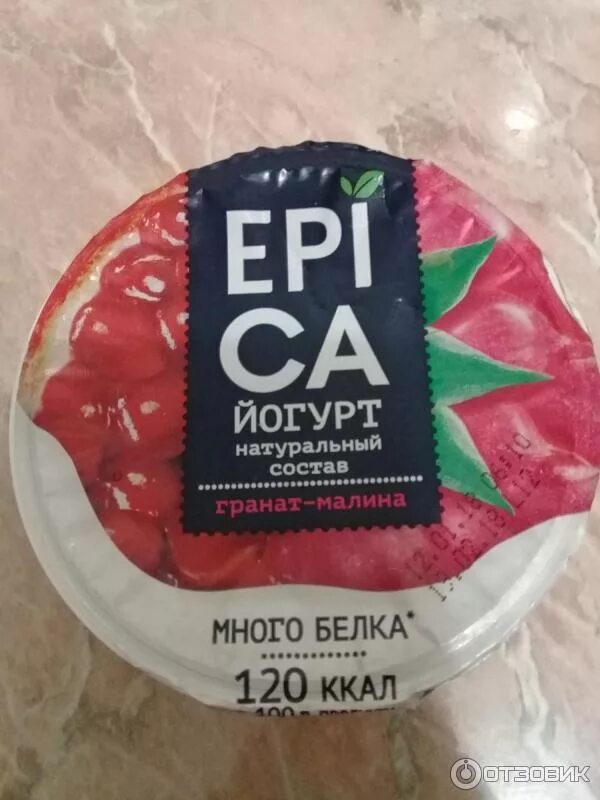 EPI
CA
йогурт
натуральный
состав
гранат-малина
МНОГО БЕЛКА*
120 ККАЛ
ОТЗОВИК